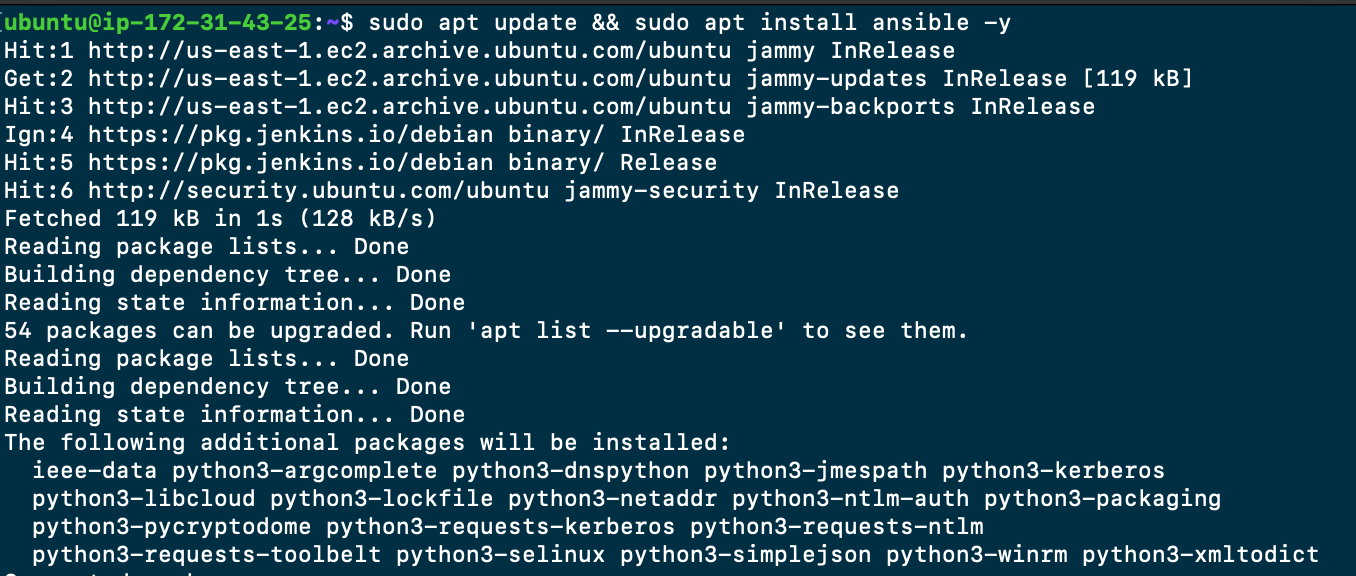 [ubuntu@ip-172-31-43-25:~$ sudo apt update && sudo apt install ansible -y
Hit:1 http://us-east-1.ec2.archive.ubuntu.com/ubuntu jammy InRelease
Get:2 http://us-east-1.ec2.archive.ubuntu.com/ubuntu jammy-updates InRelease [119 kB]
Hit:3 http://us-east-1.ec2.archive.ubuntu.com/ubuntu jammy-backports InRelease
Ign:4 https://pkg.jenkins.io/debian binary/ InRelease
Hit:5 https://pkg.jenkins.io/debian binary/ Release
Hit:6 http://security.ubuntu.com/ubuntu jammy-security InRelease
Fetched 119 kB in 1s (128 kB/s)
Reading package lists... Done
Building dependency tree... Done
Reading state information... Done
54 packages can be upgraded. Run 'apt list --upgradable' to see them.
Reading package lists... Done
Building dependency tree... Done
Reading state information... Done
The following additional packages will be installed:
  ieee-data python3-argcomplete python3-dnspython python3-jmespath python3-kerberos
  python3-libcloud python3-lockfile python3-netaddr python3-ntlm-auth python3-packaging
  python3-pycryptodome python3-requests-kerberos python3-requests-ntlm
  python3-requests-toolbelt python3-selinux python3-simplejson python3-winrm python3-xmltodict